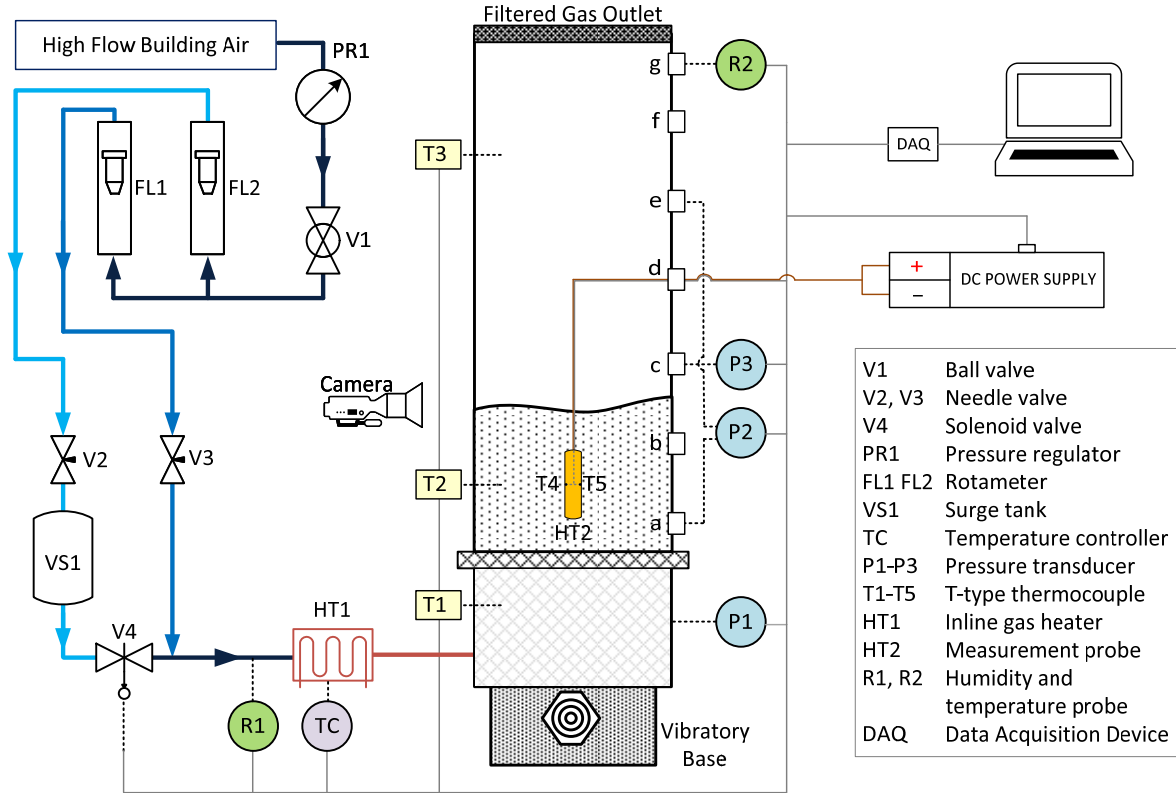 Filtered Gas Outlet
High Flow Building Air
PR1
g
R2
f
T3
DAQ
FL1
FL2
e
V1
d
+
−
DC POWER SUPPLY
c
P3
Camera
P2
b
V2
V3
T2
T4
T5
HT2
a
VS1
T1
HT1
P1
V4
R1
TC
Vibratory
Base
V1 Ball valve
V2, V3 Needle valve
V4 Solenoid valve
PR1 Pressure regulator
FL1 FL2 Rotameter
VS1 Surge tank
TC Temperature controller
P1-P3 Pressure transducer
T1-T5 T-type thermocouple
HT1 Inline gas heater
HT2 Measurement probe
R1, R2 Humidity and
temperature probe
DAQ Data Acquisition Device